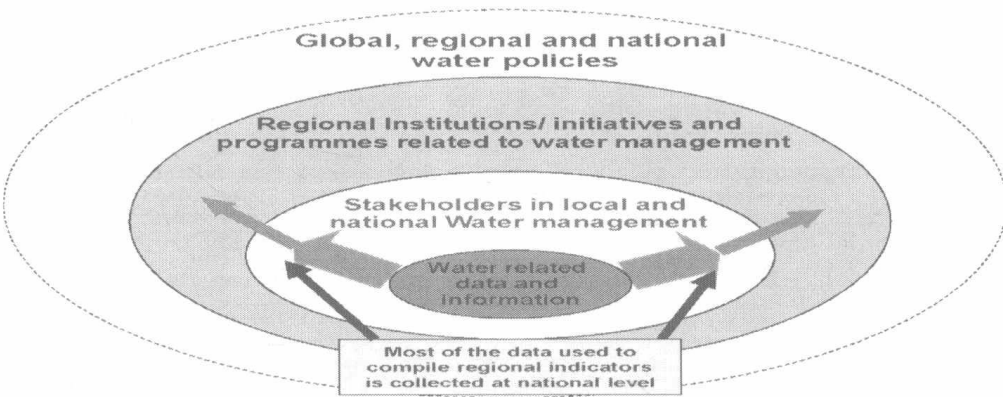 Global, regional and national
water policies
Regional Institutions/ initiatives and
programmes related to water management
Stakeholders in local and
national Water management
Water related
data and
information
Most of the data used to
compile regional indicators
is collected at national level